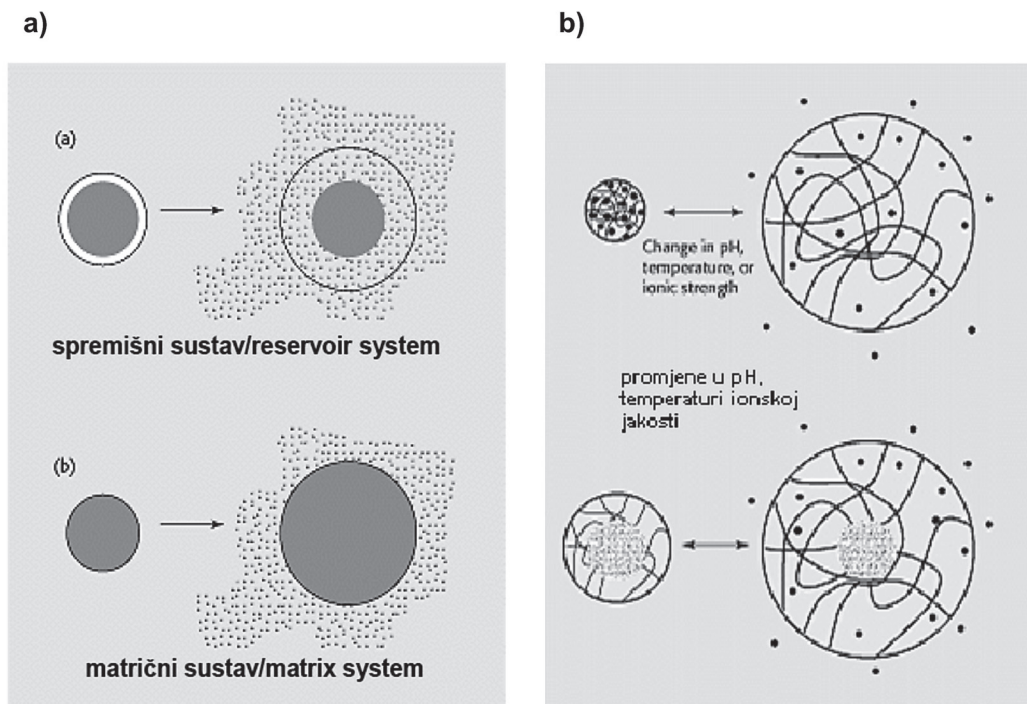 a)
b)
(a)
spremišni sustav/reservoir system
(b)
matrični sustav/matrix system
Change in pH,
temperature, or
ionic strength
promjene u pH,
temperaturi ionskoj
jakosti